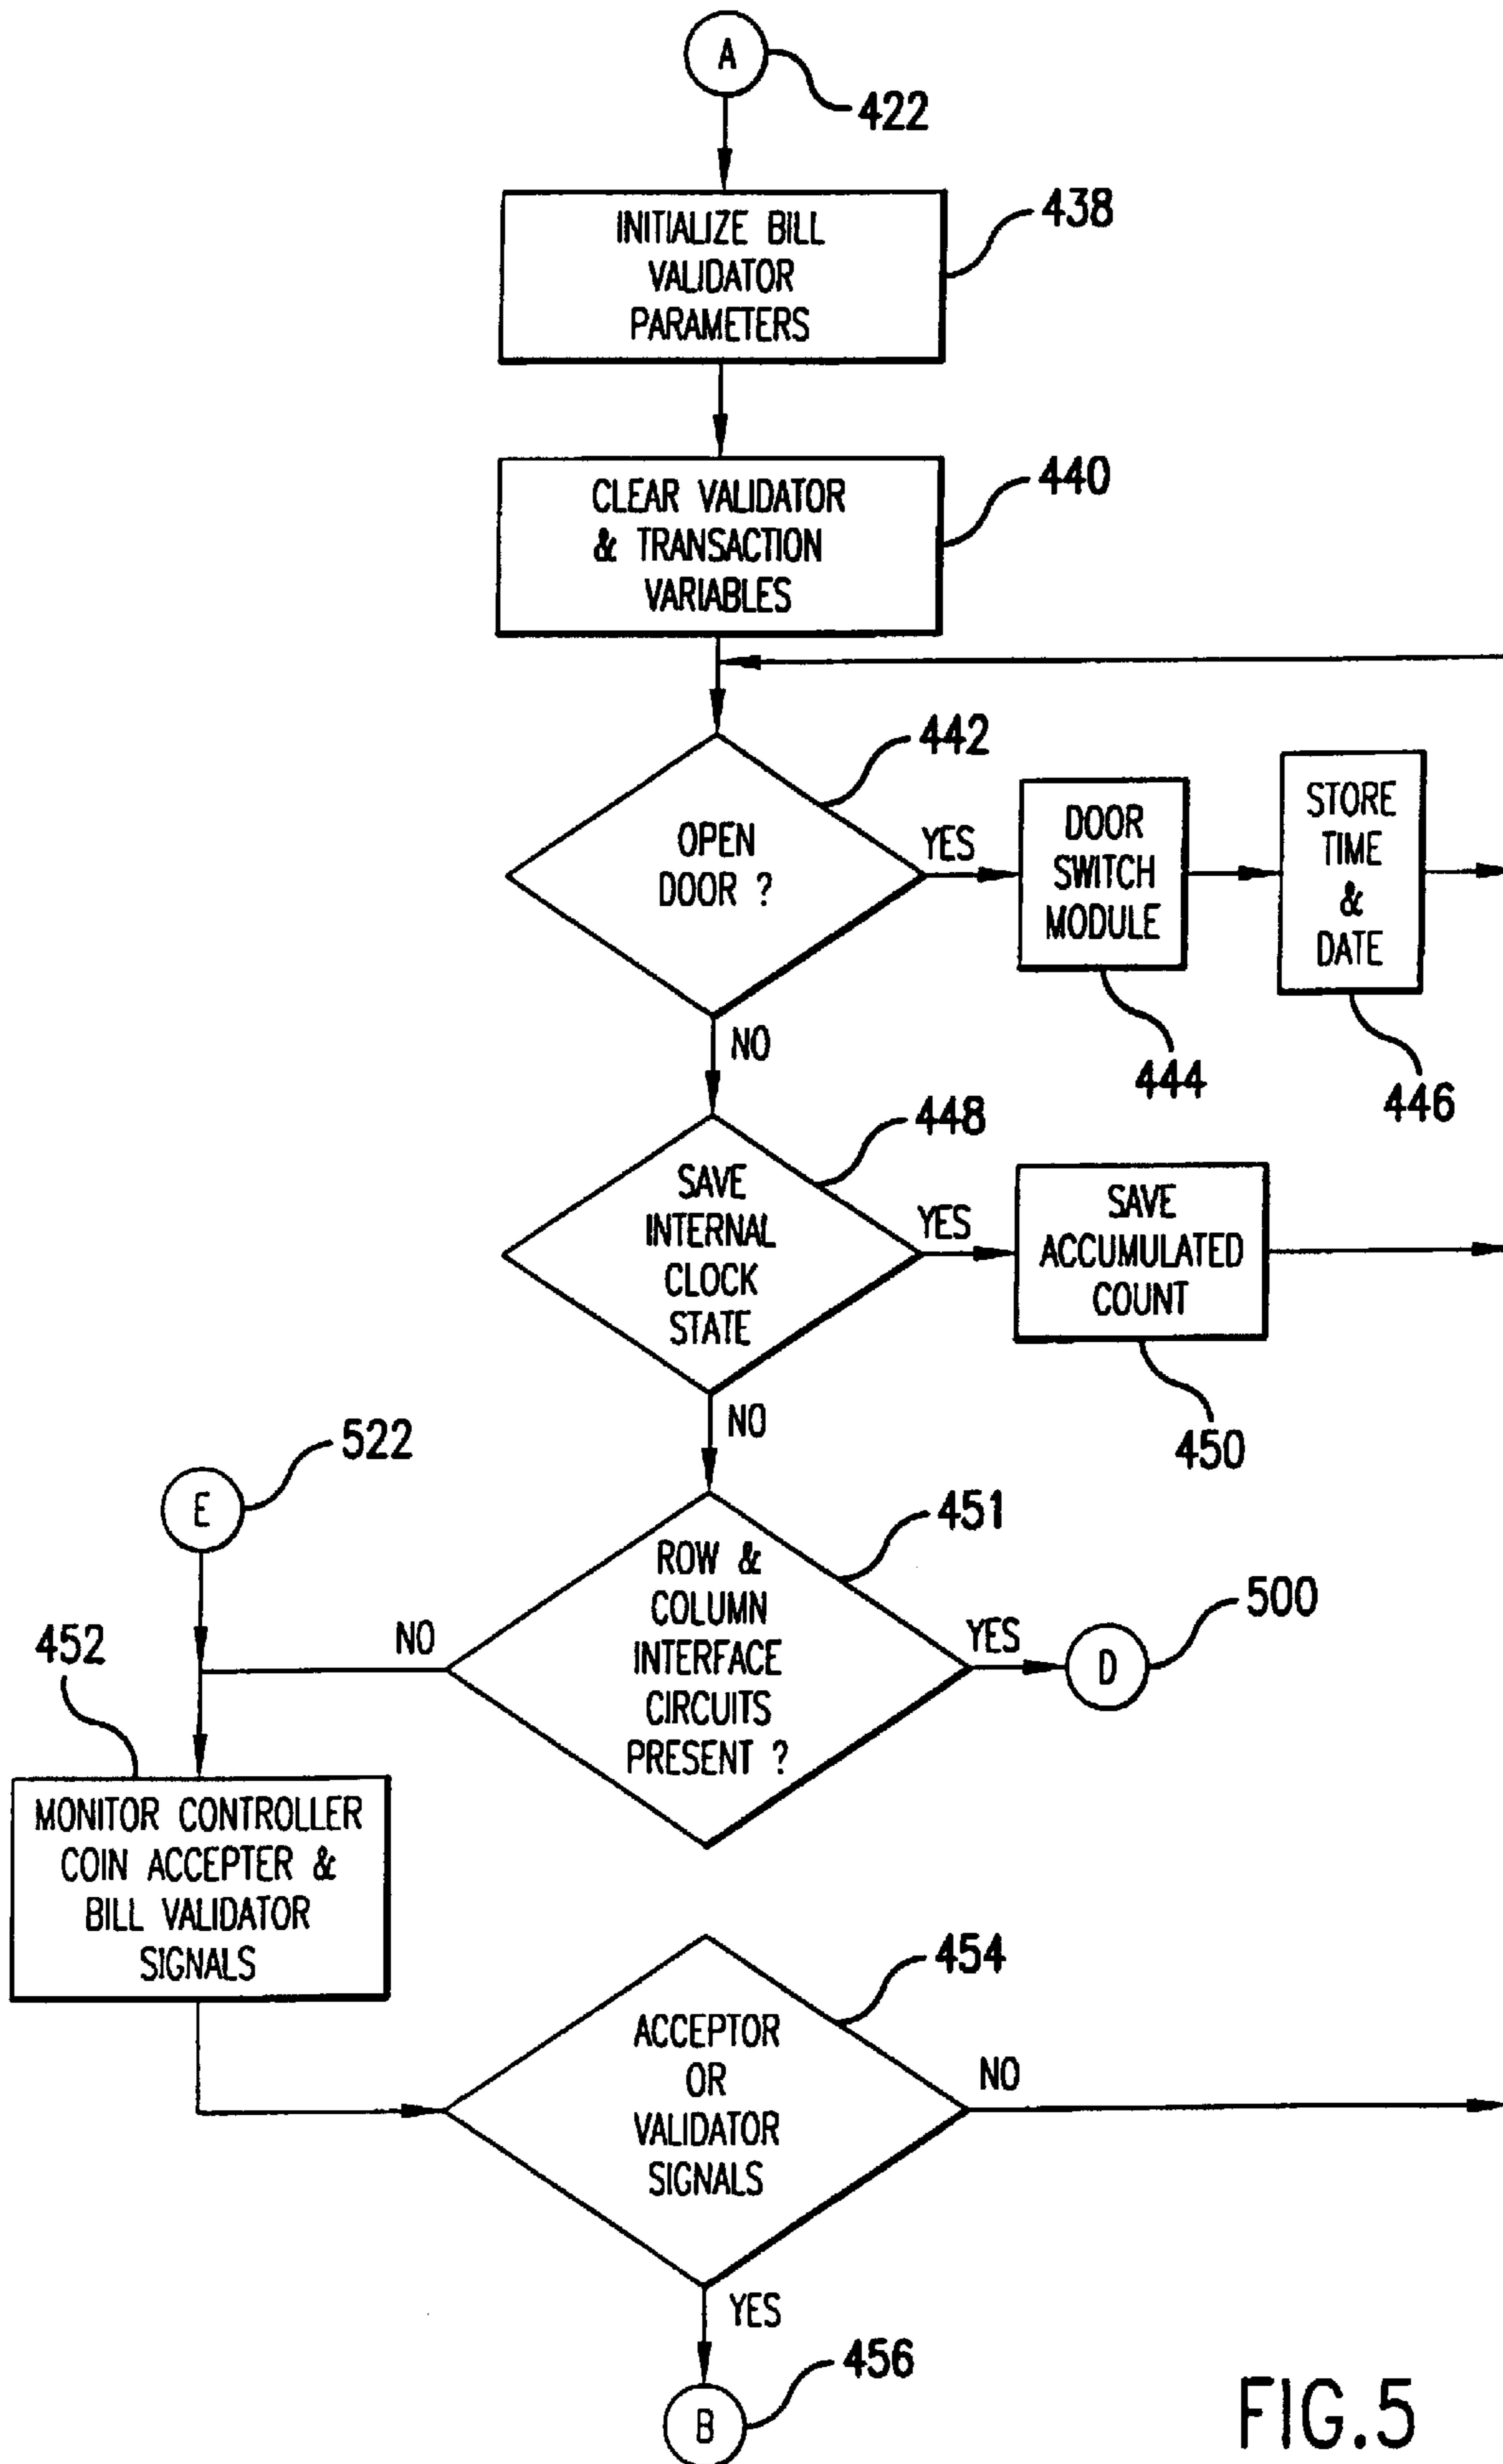 A
422
INITIALIZE BILL
VALIDATOR
PARAMETERS
438
CLEAR VALIDATOR
& TRANSACTION
VARIABLES
440
442
OPEN
DOOR ?
YES
DOOR
SWITCH
MODULE
444
STORE
TIME
&
DATE
446
NO
448
SAVE
INTERNAL
CLOCK
STATE
YES
SAVE
ACCUMULATED
COUNT
450
NO
E
522
451
ROW &
COLUMN
INTERFACE
CIRCUITS
PRESENT ?
YES
D
500
NO
452
MONITOR CONTROLLER
COIN ACCEPTER &
BILL VALIDATOR
SIGNALS
454
ACCEPTOR
OR
VALIDATOR
SIGNALS
NO
YES
B
456
FIG.5